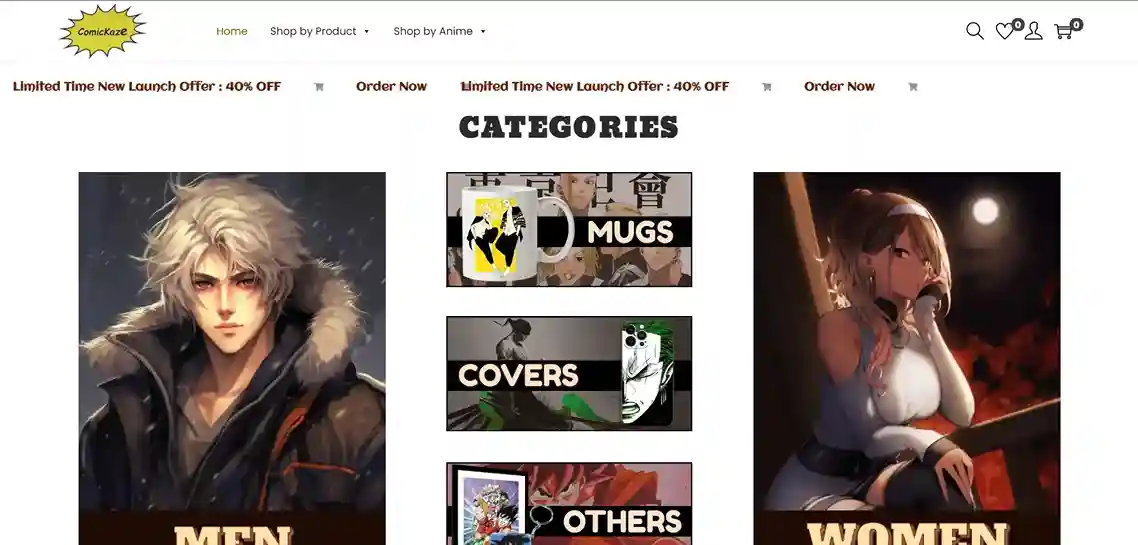 ComicKaze
Home Shop by Product Shop by Anime 0 0
Limited Time New Launch Offer : 40% OFF Order Now Limited Time New Launch Offer : 40% OFF Order Now
CATEGORIES
MUGS
COVERS
OTHERS
MEN WOMEN